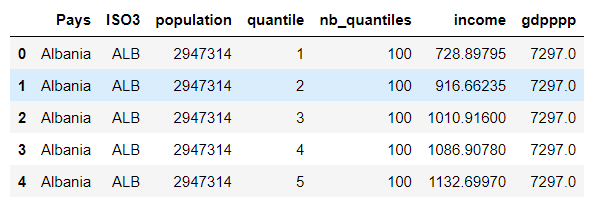 Pays ISO3 population quantile nb_quantiles income gdpppp
0 Albania ALB 2947314 1 100 728.89795 7297.0
1 Albania ALB 2947314 2 100 916.66235 7297.0
2 Albania ALB 2947314 3 100 1010.91600 7297.0
3 Albania ALB 2947314 4 100 1086.90780 7297.0
4 Albania ALB 2947314 5 100 1132.69970 7297.0